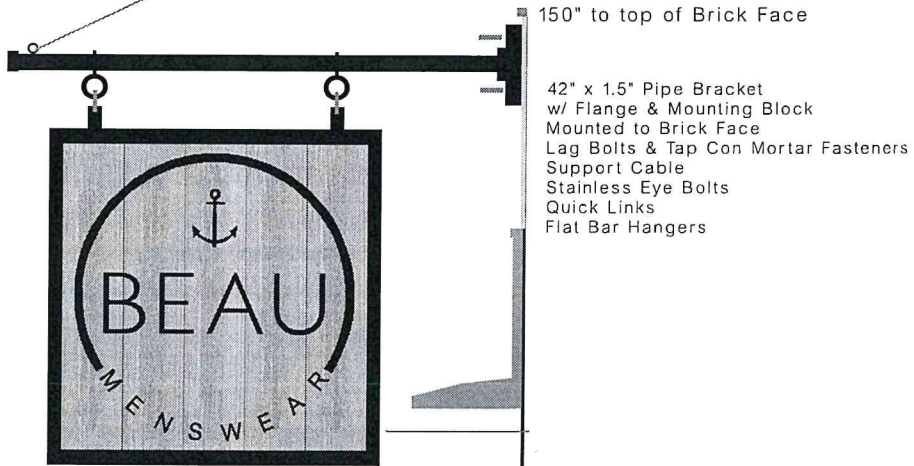 150" to top of Brick Face
42" x 1.5" Pipe Bracket
w/ Flange & Mounting Block
Mounted to Brick Face
Lag Bolts & Tap Con Mortar Fasteners
Support Cable
Stainless Eye Bolts
Quick Links
Flat Bar Hangers
BEAU
MENSWEAR